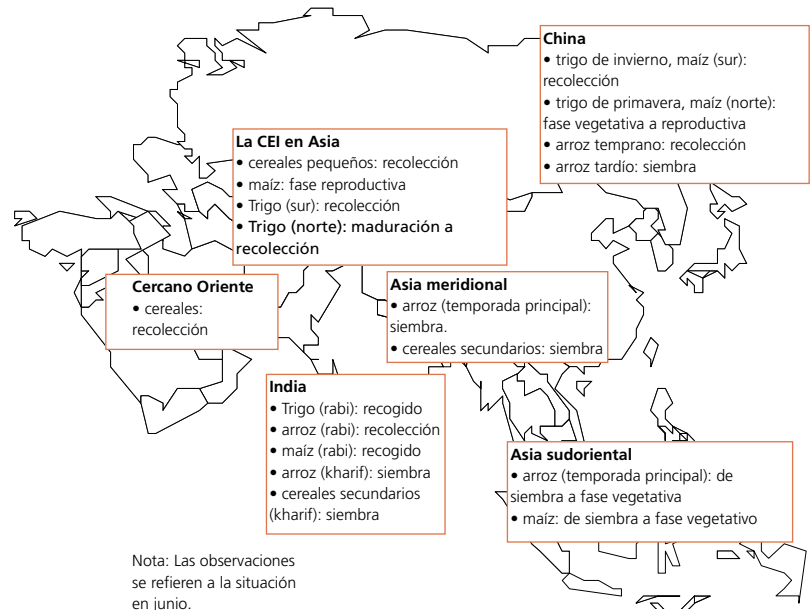 China
• trigo de invierno, maíz (sur):
recolección
• trigo de primavera, maíz (norte):
fase vegetativa a reproductiva
• arroz temprano: recolección
• arroz tardío: siembra
La CEI en Asia
• cereales pequeños: recolección
• maíz: fase reproductiva
• Trigo (sur): recolección
• Trigo (norte): maduración a
recolección
Cercano Oriente
• cereales:
recolección
Asia meridional
• arroz (temporada principal):
siembra.
• cereales secundarios: siembra
India
• Trigo (rabi): recogido
• arroz (rabi): recolección
• maíz (rabi): recogido
• arroz (kharif): siembra
• cereales secundarios
(kharif): siembra
Asia sudoriental
• arroz (temporada principal): de
siembra a fase vegetativa
• maíz: de siembra a fase vegetativo
Nota: Las observaciones
se refieren a la situación
en junio.